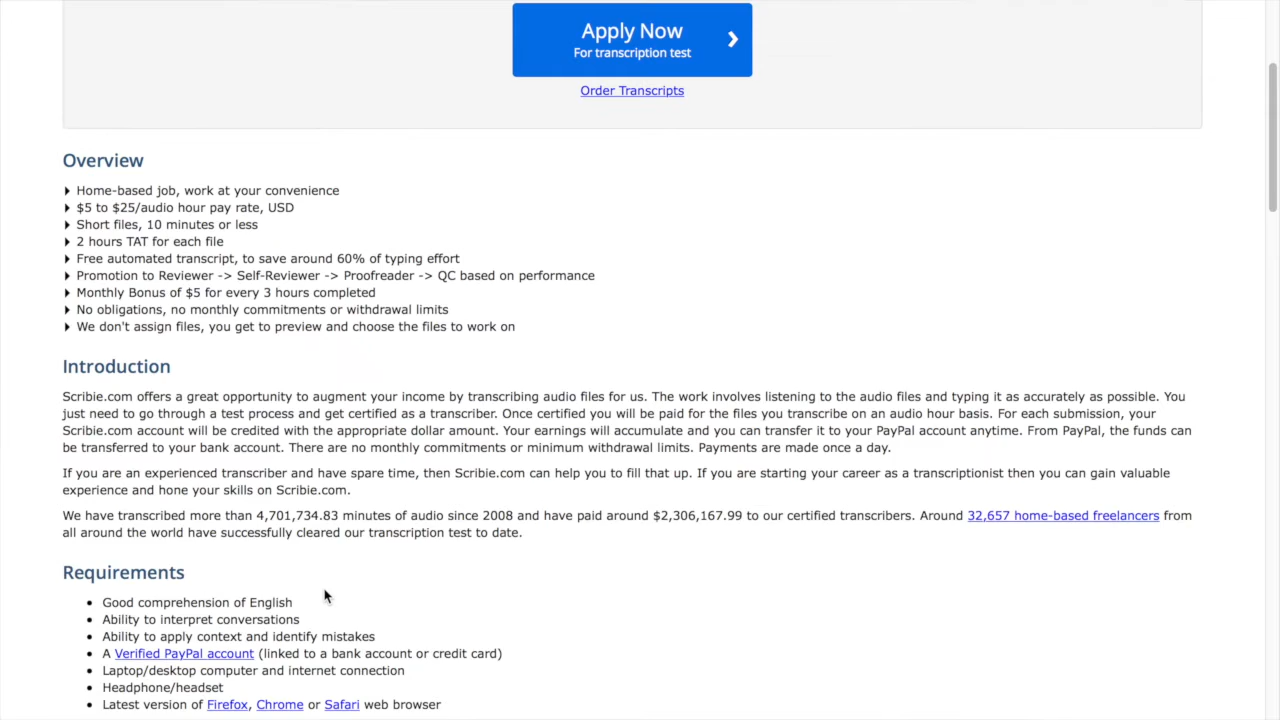 Apply Now
For transcription test
Order Transcripts
Overview
Home-based job, work at your convenience
$5 to $25/audio hour pay rate, USD
Short files, 10 minutes or less
2 hours TAT for each file
Free automated transcript, to save around 60% of typing effort
Promotion to Reviewer -> Self-Reviewer -> Proofreader -> QC based on performance
Monthly Bonus of $5 for every 3 hours completed
No obligations, no monthly commitments or withdrawal limits
We don't assign files, you get to preview and choose the files to work on
Introduction
Scribie.com offers a great opportunity to augment your income by transcribing audio files for us. The work involves listening to the audio files and typing it as accurately as possible. You
just need to go through a test process and get certified as a transcriber. Once certified you will be paid for the files you transcribe on an audio hour basis. For each submission, your
Scribie.com account will be credited with the appropriate dollar amount. Your earnings will accumulate and you can transfer it to your PayPal account anytime. From PayPal, the funds can
be transferred to your bank account. There are no monthly commitments or minimum withdrawal limits. Payments are made once a day.
If you are an experienced transcriber and have spare time, then Scribie.com can help you to fill that up. If you are starting your career as a transcriptionist then you can gain valuable
experience and hone your skills on Scribie.com.
We have transcribed more than 4,701,734.83 minutes of audio since 2008 and have paid around $2,306,167.99 to our certified transcribers. Around 32,657 home-based freelancers from
all around the world have successfully cleared our transcription test to date.
Requirements
Good comprehension of English
Ability to interpret conversations
Ability to apply context and identify mistakes
A Verified PayPal account (linked to a bank account or credit card)
Laptop/desktop computer and internet connection
Headphone/headset
Latest version of Firefox, Chrome or Safari web browser